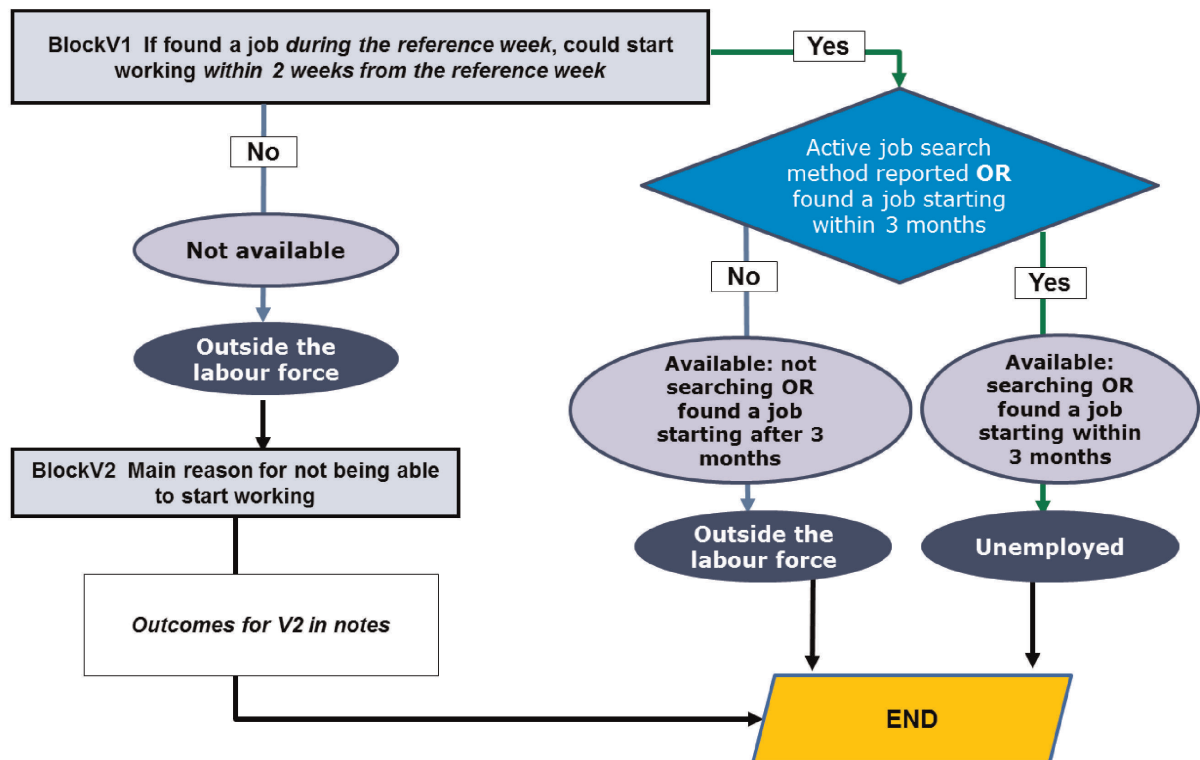 BlockV1 If found a job during the reference week, could start
working within 2 weeks from the reference week
Yes
No
Active job search
method reported OR
found a job starting
within 3 months
Not available
No
Yes
Outside the
labour force
Available: not
searching OR
found a job
starting after 3
months
Available:
searching OR
found a job
starting within
3 months
BlockV2 Main reason for not being able
to start working
Outside the
labour force
Unemployed
Outcomes for V2 in notes
END